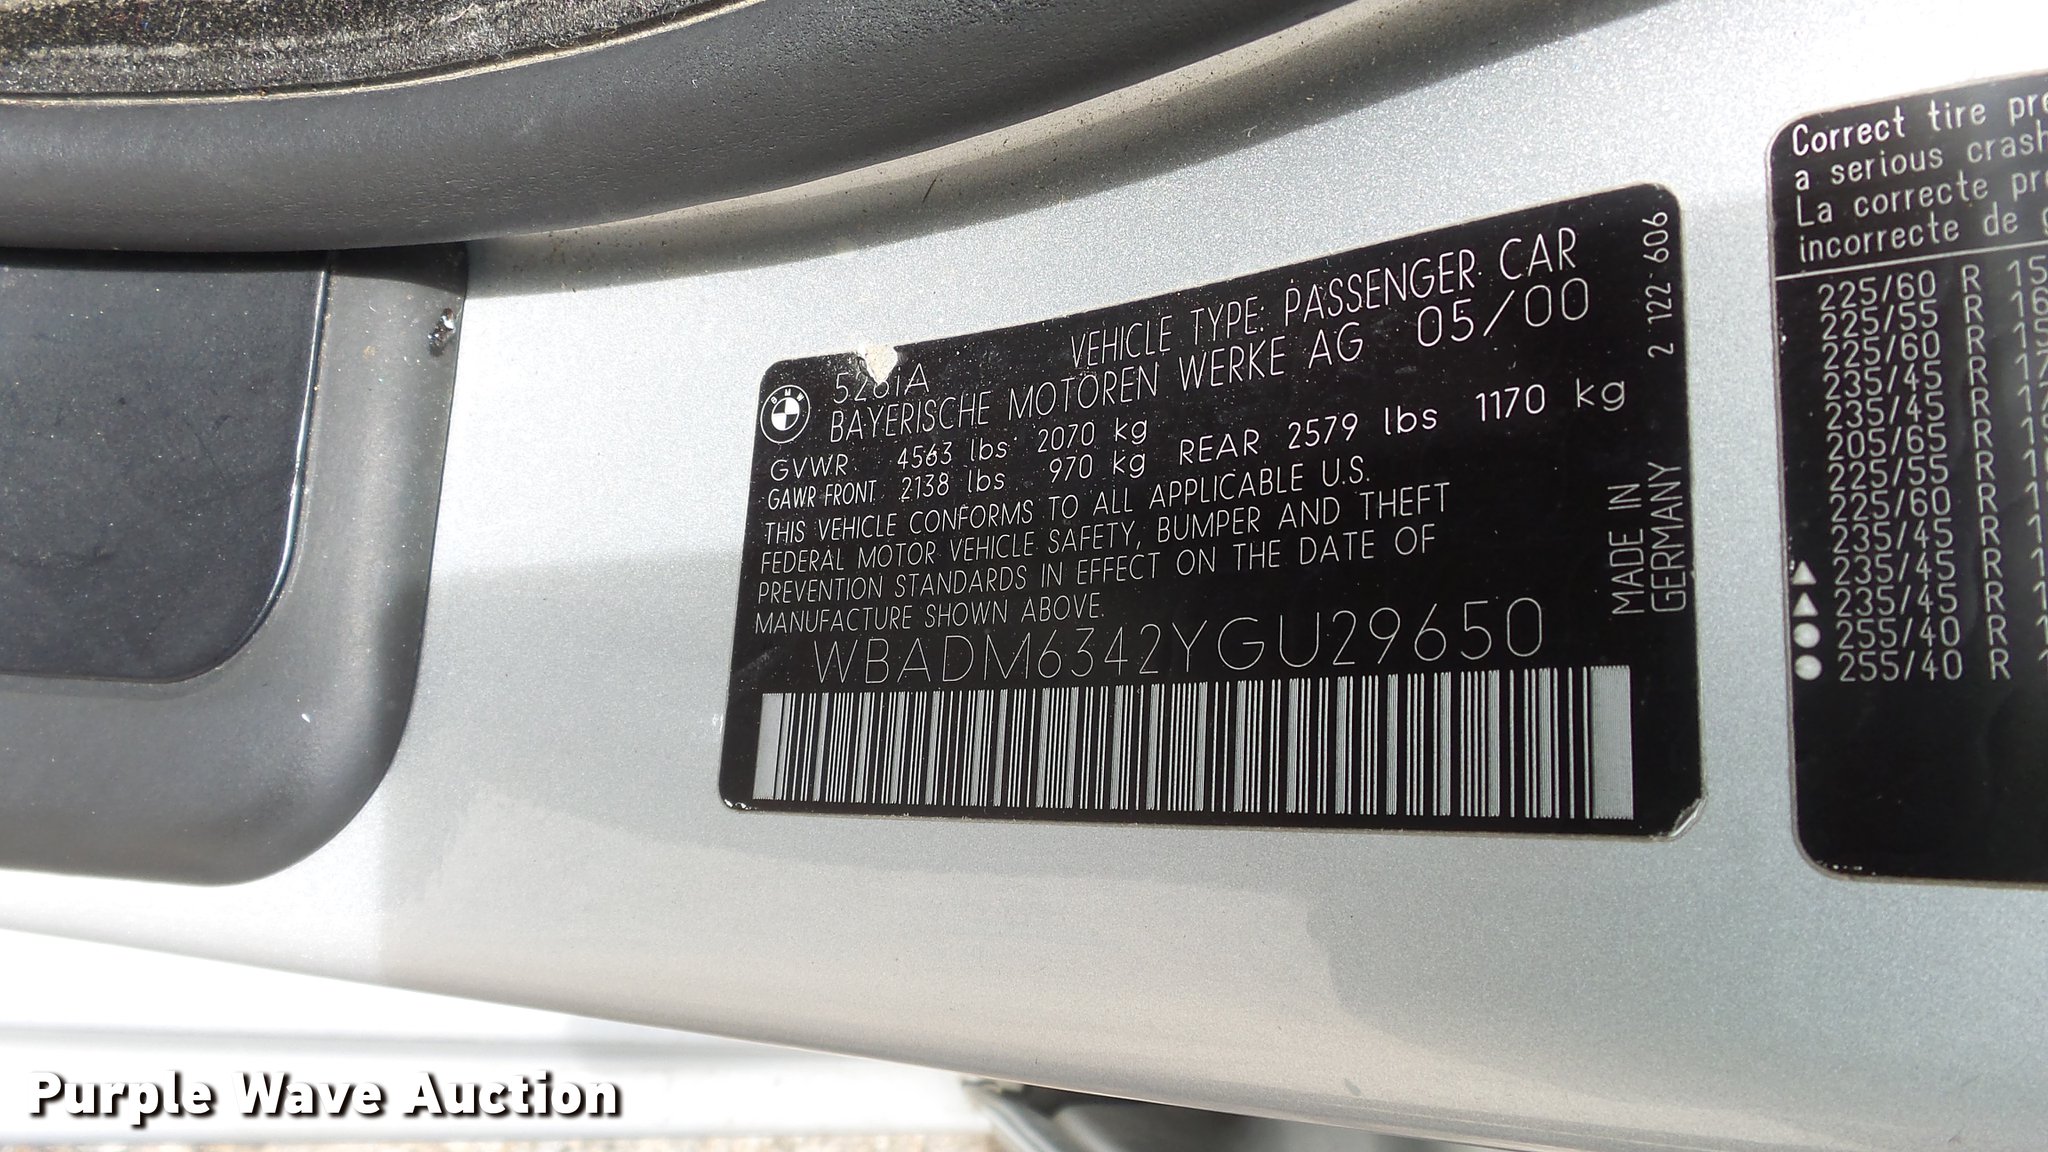 528iA
VEHICLE TYPE: PASSENGER CAR
BAYERISCHE MOTOREN WERKE AG 05/00
GVWR 4563 lbs 2070 kg
GAWR FRONT 2138 lbs 970 kg REAR 2579 lbs 1170 kg
THIS VEHICLE CONFORMS TO ALL APPLICABLE U.S.
FEDERAL MOTOR VEHICLE SAFETY, BUMPER AND THEFT
PREVENTION STANDARDS IN EFFECT ON THE DATE OF
MANUFACTURE SHOWN ABOVE.
WBADM6342YGU29650
2 122 606
MADE IN
GERMANY
Correct tire
a serious crash
La correcte
incorrecte de
225/60 R 15
225/55 R 16
225/60 R 15
235/45 R 17
235/45 R
205/65 R
225/55 R
225/60 R
235/45 R
235/45 R
235/45 R
255/40 R
255/40 R
Purple Wave Auction